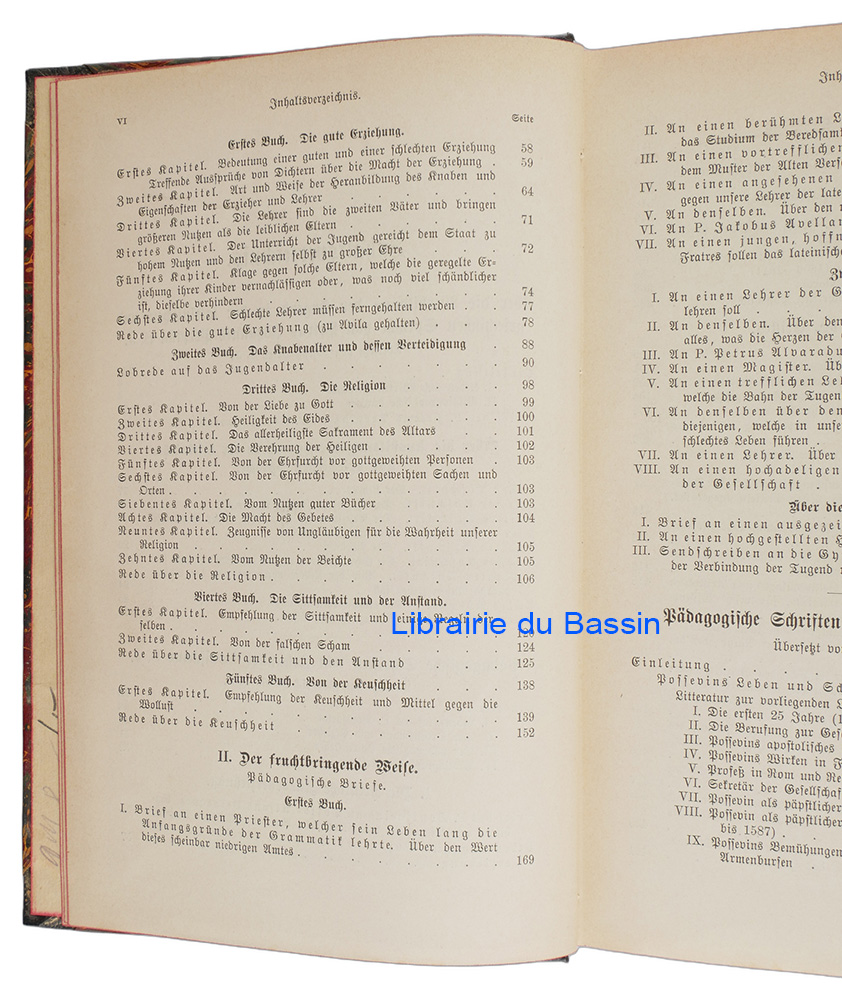 Inhaltsverzeichnis.
VI
Seite
Erstes Buch. Die gute Erziehung.
Erstes Kapitel. Bedeutung einer guten und einer schlechten Erziehung 58
Treffende Aussprüche von Dichtern über die Macht der Erziehung . 59
Zweites Kapitel. Art und Weise der Heranbildung des Knaben und
Eigenschaften der Erzieher und Lehrer . . . . . . 64
Drittes Kapitel. Die Lehrer sind die zweiten Väter und bringen
größeren Nutzen als die leiblichen Eltern . . . . . 71
Viertes Kapitel. Der Unterricht der Jugend gereicht dem Staat zu
hohem Nutzen und den Lehrern selbst zu großer Ehre . . . 72
Fünftes Kapitel. Klage gegen solche Eltern, welche die geregelte Er-
ziehung ihrer Kinder vernachlässigen oder, was noch viel schändlicher
ist, dieselbe verhindern . . . . . . . . 74
Sechstes Kapitel. Schlechte Lehrer müssen ferngehalten werden . . 77
Rede über die gute Erziehung (zu Avila gehalten) . . . 78
Zweites Buch. Das Knabenalter und dessen Verteidigung . 88
Lobrede auf das Jugendalter . . . . . . . 90
Drittes Buch. Die Religion . . . . 98
Erstes Kapitel. Von der Liebe zu Gott . . . . . . 99
Zweites Kapitel. Heiligkeit des Eides . . . . . . 100
Drittes Kapitel. Das allerheiligste Sakrament des Altars . . . 101
Viertes Kapitel. Die Verehrung der Heiligen . . . . . 102
Fünftes Kapitel. Von der Ehrfurcht vor gottgeweihten Personen . 103
Sechstes Kapitel. Von der Ehrfurcht vor gottgeweihten Sachen und
Orten . . . . . . . . . . . . 103
Siebentes Kapitel. Vom Nutzen guter Bücher . . . . . 103
Achtes Kapitel. Die Macht des Gebetes . . . . . . 104
Neuntes Kapitel. Zeugnisse von Ungläubigen für die Wahrheit unserer
Religion . . . . . . . . . . . 105
Zehntes Kapitel. Vom Nutzen der Beichte . . . . . 105
Rede über die Religion . . . . . . . . . 106
Viertes Buch. Die Sittsamkeit und der Anstand.
Erstes Kapitel. Empfehlung der Sittsamkeit und einige Regeln der-
selben . . . . . . . . . . .
Librairie du Bassin
Zweites Kapitel. Von der falschen Scham . . . . . 124
Rede über die Sittsamkeit und den Anstand . . . . 125
Fünftes Buch. Von der Keuschheit . . . 138
Erstes Kapitel. Empfehlung der Keuschheit und Mittel gegen die
Wollust . . . . . . . . . . . 139
Rede über die Keuschheit . . . . . . . . 152
II. Der fruchtbringende Weise.
Pädagogische Briefe.
Erstes Buch.
I. Brief an einen Priester, welcher sein Leben lang die
Anfangsgründe der Grammatik lehrte. Über den Wert
dieses scheinbar niedrigen Amtes . . . . . . . 169
II. An einen berühmten
das Studium der Beredsamk
III. An einen vortrefflichen
dem Muster der Alten
IV. An einen angesehenen
gegen unsere Lehrer der
V. An denselben. Über den
VI. An P. Jakobus
VII. An einen jungen,
Fratres sollen das lateinisch
I. An einen Lehrer der G
lehren soll . . .
II. An denselben. Über den
alles, was die Herzen der
III. An P. Petrus
IV. An einen Magister.
V. An einen trefflichen
welche die Bahn der
VI. An denselben über den
diejenigen, welche in
schlechtes Leben führen .
VII. An einen Lehrer. Über
VIII. An einen hochadeligen
der Gesellschaft .
Über die
I. Brief an einen
II. An einen hochgestellten
III. Sendschreiben an die
der Verbindung der Tugend
Pädagogische Schriften
Übersetzt
Einleitung . . . .
Possevins Leben und
Litteratur zur vorliegenden
I. Die ersten 25 Jahre
II. Die Berufung zur
III. Possevins apostolisches
IV. Possevins Wirken in
V. Profeß in Rom und
VI. Sekretär der Gesellschaft
VII. Possevin als päpstlicher
VIII. Possevin als päpstlicher
bis 1587) .
IX. Possevins Bemühungen
Armenbursen .